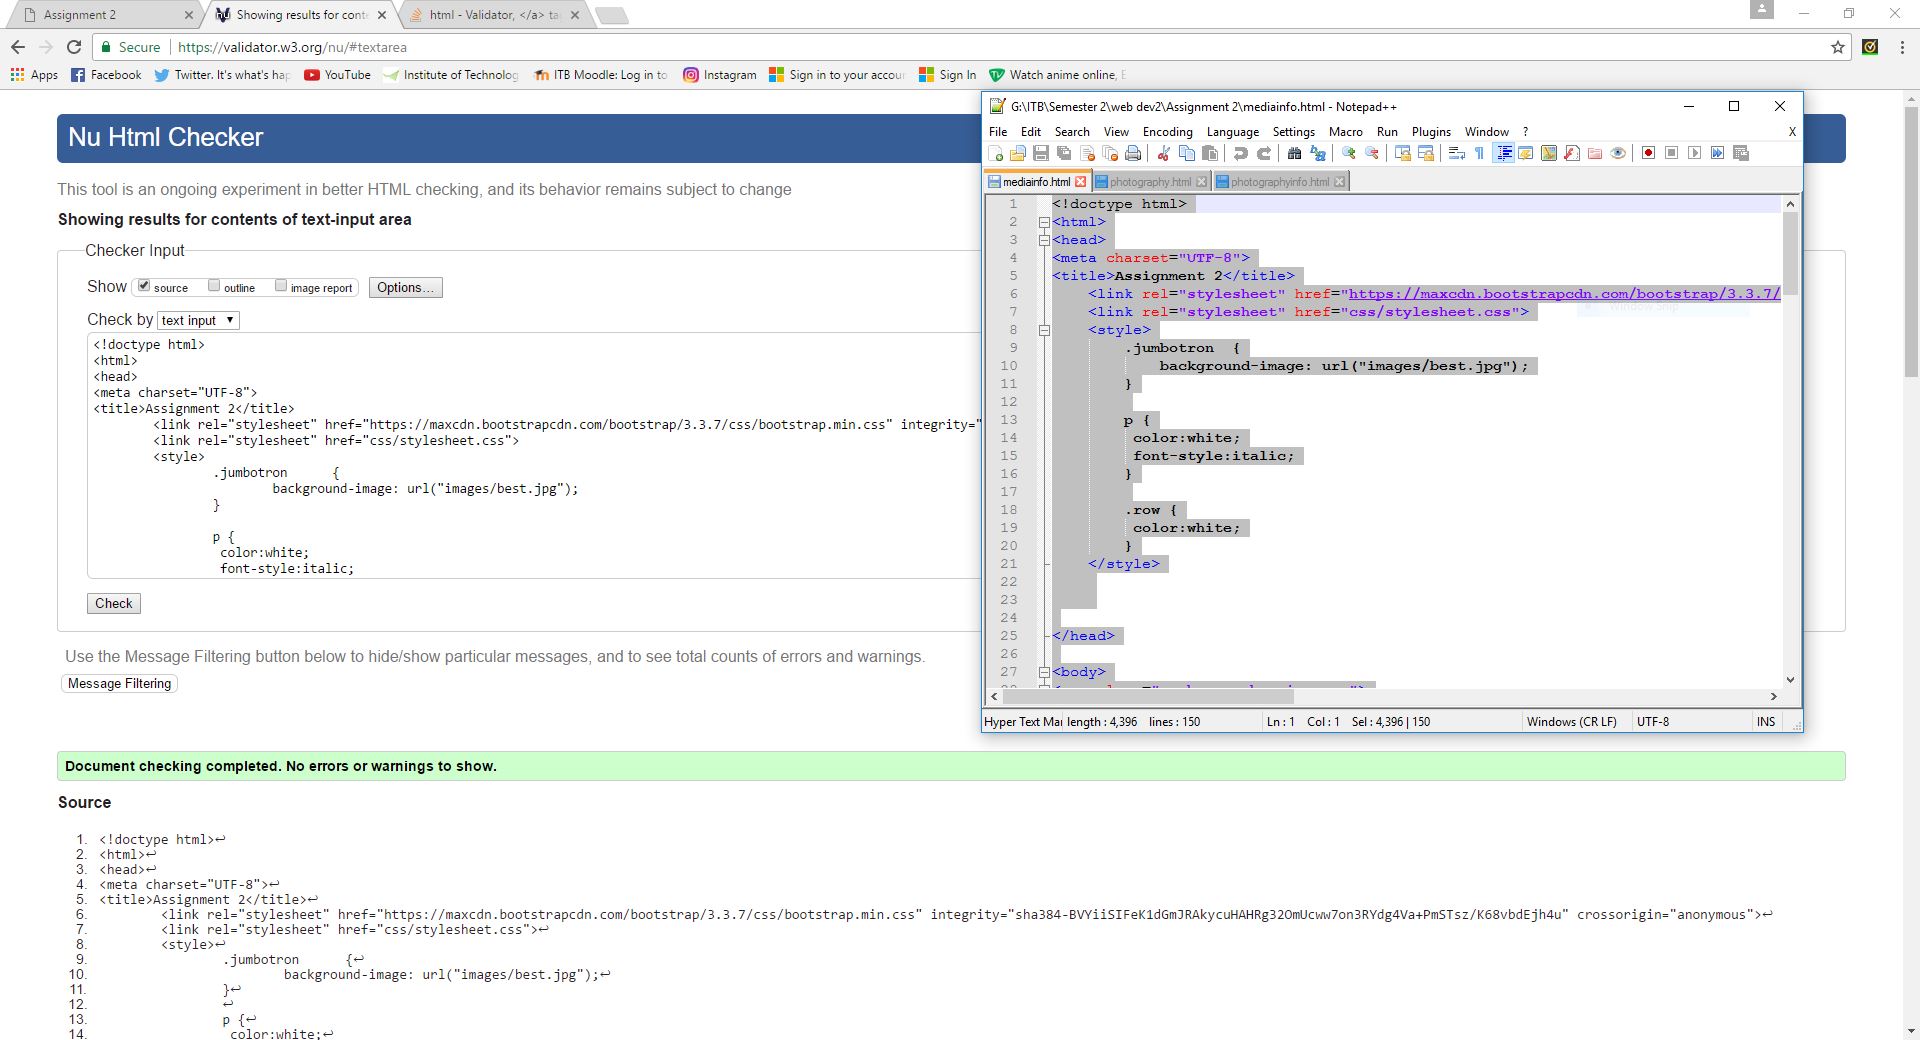 Assignment 2
Showing results for conte
html - Validator, </a> ta
Secure
https://validator.w3.org/nu/#textarea
Apps
Facebook
Twitter. It's what's hap
YouTube
Institute of Technolog
ITB Moodle: Log in to
Instagram
Sign in to your accour
Sign In
Watch anime online, E
Nu Html Checker
This tool is an ongoing experiment in better HTML checking, and its behavior remains subject to change
Showing results for contents of text-input area
Checker Input
Show source outline image report Options...
Check by text input
<!doctype html>
<html>
<head>
<meta charset="UTF-8">
<title>Assignment 2</title>
<link rel="stylesheet" href="https://maxcdn.bootstrapcdn.com/bootstrap/3.3.7/css/bootstrap.min.css" integrity="
<link rel="stylesheet" href="css/stylesheet.css">
<style>
.jumbotron {
background-image: url("images/best.jpg");
}
p {
color:white;
font-style:italic;
Check
Use the Message Filtering button below to hide/show particular messages, and to see total counts of errors and warnings.
Message Filtering
G:\ITB\Semester 2\web dev2\Assignment 2\mediainfo.html - Notepad++
File Edit Search View Encoding Language Settings Macro Run Plugins Window ? X
mediainfo.html photography.html photographyinfo.html
1 <!doctype html>
2 <html>
3 <head>
4 <meta charset="UTF-8">
5 <title>Assignment 2</title>
6 <link rel="stylesheet" href="https://maxcdn.bootstrapcdn.com/bootstrap/3.3.7/
7 <link rel="stylesheet" href="css/stylesheet.css">
8 <style>
9 .jumbotron {
10 background-image: url("images/best.jpg");
11 }
12
13 p {
14 color:white;
15 font-style:italic;
16 }
17
18 .row {
19 color:white;
20 }
21 </style>
22
23
24
25 </head>
26
27 <body>
Hyper Text Mar length : 4,396 lines : 150 Ln : 1 Col : 1 Sel : 4,396 | 150 Windows (CR LF) UTF-8 INS
Document checking completed. No errors or warnings to show.
Source
1. <!doctype html>↩
2. <html>↩
3. <head>↩
4. <meta charset="UTF-8">↩
5. <title>Assignment 2</title>↩
6. <link rel="stylesheet" href="https://maxcdn.bootstrapcdn.com/bootstrap/3.3.7/css/bootstrap.min.css" integrity="sha384-BVYiiSIFeK1dGmJRAkycuHAHRg32OmUcww7on3RYdg4Va+PmSTsz/K68vbdEjh4u" crossorigin="anonymous">↩
7. <link rel="stylesheet" href="css/stylesheet.css">↩
8. <style>↩
9. .jumbotron {↩
10. background-image: url("images/best.jpg");↩
11. }↩
12. ↩
13. p {↩
14. color:white;↩